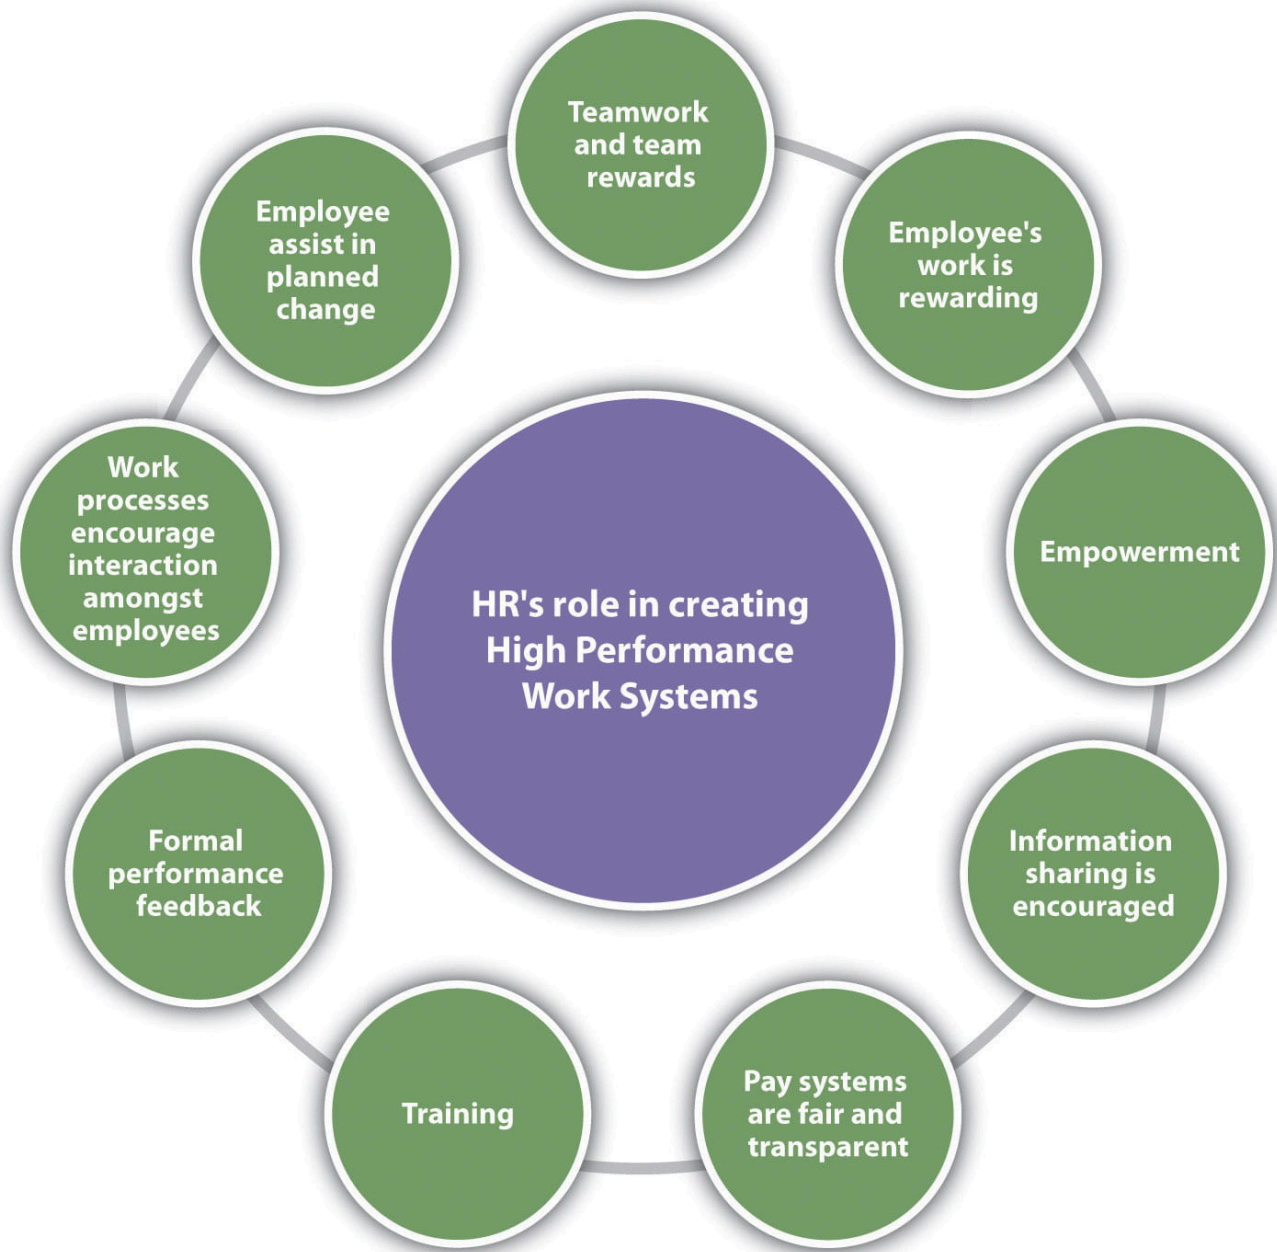 Teamwork
and team
rewards
Employee's
work is
rewarding
Empowerment
Information
sharing is
encouraged
Pay systems
are fair and
transparent
Training
Formal
performance
feedback
Work
processes
encourage
interaction
amongst
employees
Employee
assist in
planned
change
HR's role in creating
High Performance
Work Systems